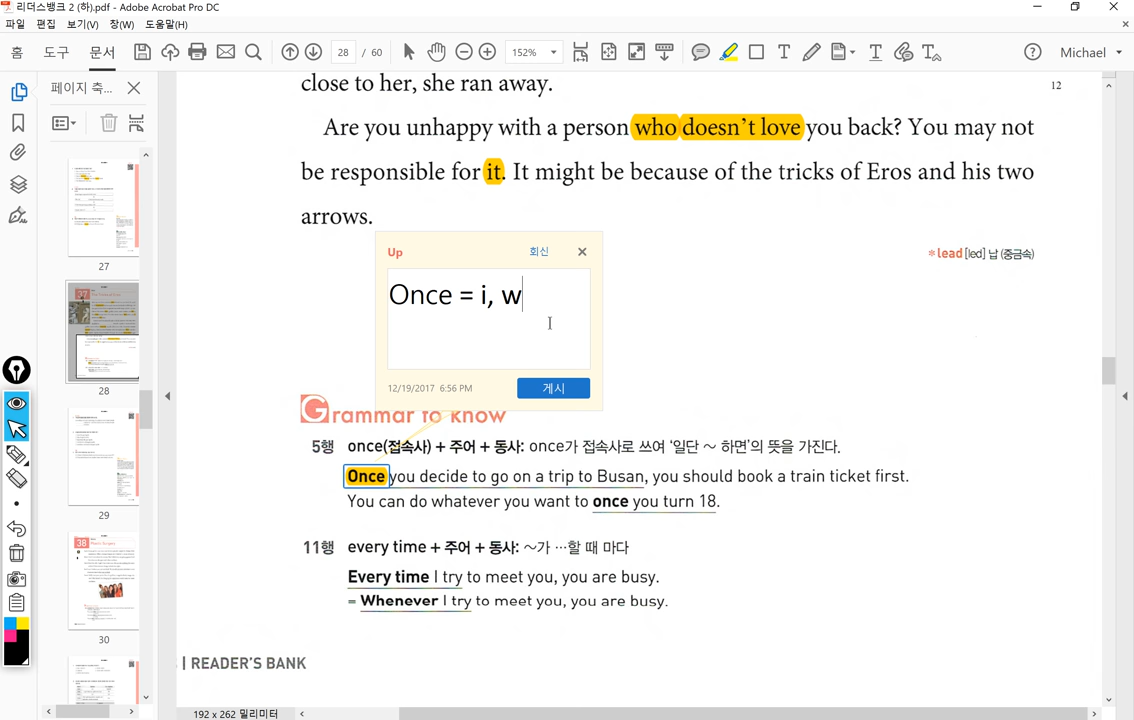 리더스뱅크 2 (하).pdf - Adobe Acrobat Pro DC
파일 편집 보기(V) 창(W) 도움말(H)
홈 도구 문서 28 / 60 152% Michael
페이지 축...
close to her, she ran away.
12
Are you unhappy with a person who doesn't love you back? You may not
be responsible for it. It might be because of the tricks of Eros and his two
arrows.
*lead [led] 납 (중금속)
Up 회신
Once = i, w
12/19/2017 6:56 PM 게시
Grammar to know
5행 once(접속사) + 주어 + 동사: once가 접속사로 쓰여 '일단 ~ 하면'의 뜻을 가진다.
Once you decide to go on a trip to Busan, you should book a train ticket first.
You can do whatever you want to once you turn 18.
11행 every time + 주어 + 동사: ~가 …할 때 마다
Every time I try to meet you, you are busy.
= Whenever I try to meet you, you are busy.
| READER'S BANK
27
37
28
29
38
30
192 x 262 밀리미터